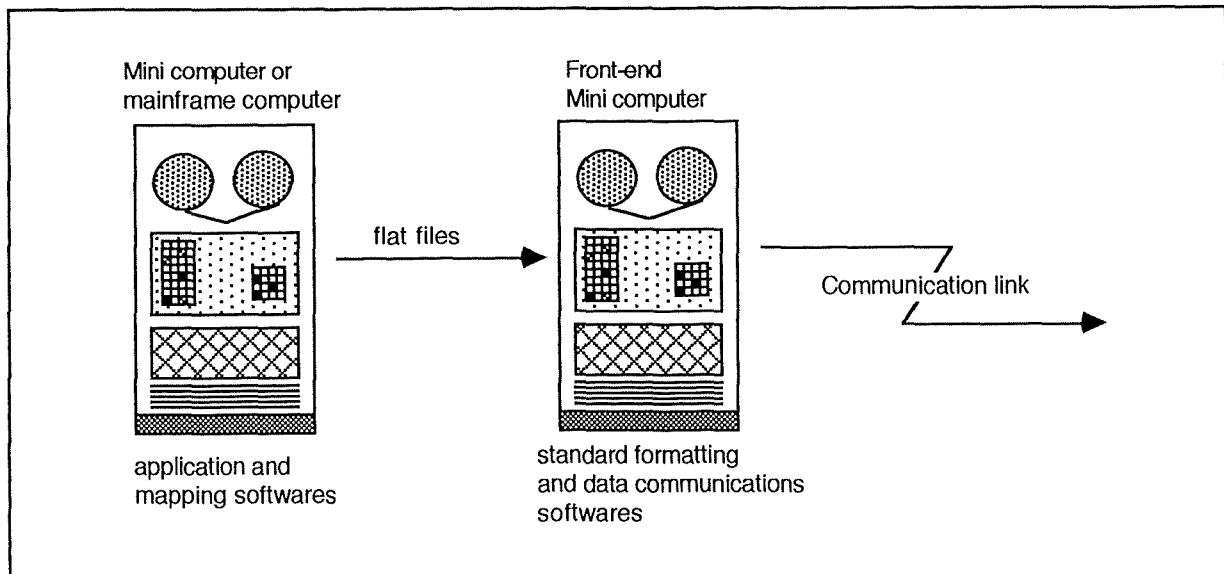 Mini computer or
mainframe computer
Front-end
Mini computer
flat files
Communication link
application and
mapping softwares
standard formatting
and data communications
softwares